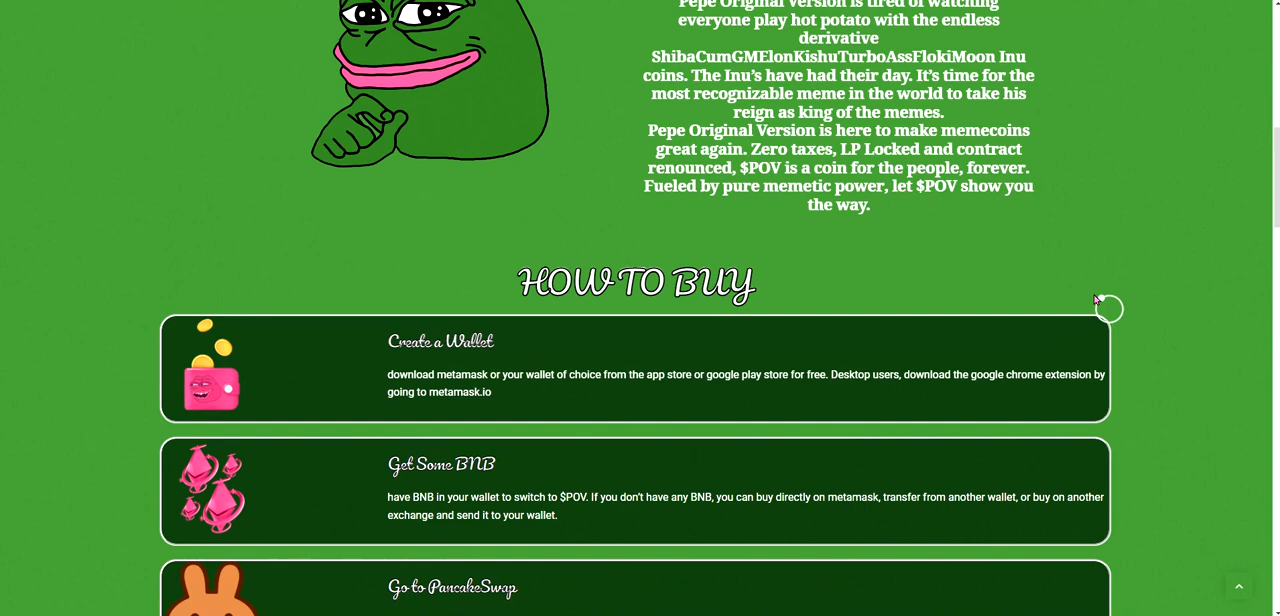 Pepe Original Version is tired of watching
everyone play hot potato with the endless
derivative
ShibaCumGMElonKishuTurboAssFlokiMoon Inu
coins. The Inu’s have had their day. It’s time for the
most recognizable meme in the world to take his
reign as king of the memes.
Pepe Original Version is here to make memecoins
great again. Zero taxes, LP Locked and contract
renounced, $POV is a coin for the people, forever.
Fueled by pure memetic power, let $POV show you
the way.
HOW TO BUY
Create a Wallet
download metamask or your wallet of choice from the app store or google play store for free. Desktop users, download the google chrome extension by
going to metamask.io
Get Some BNB
have BNB in your wallet to switch to $POV. If you don’t have any BNB, you can buy directly on metamask, transfer from another wallet, or buy on another
exchange and send it to your wallet.
Go to PancakeSwap